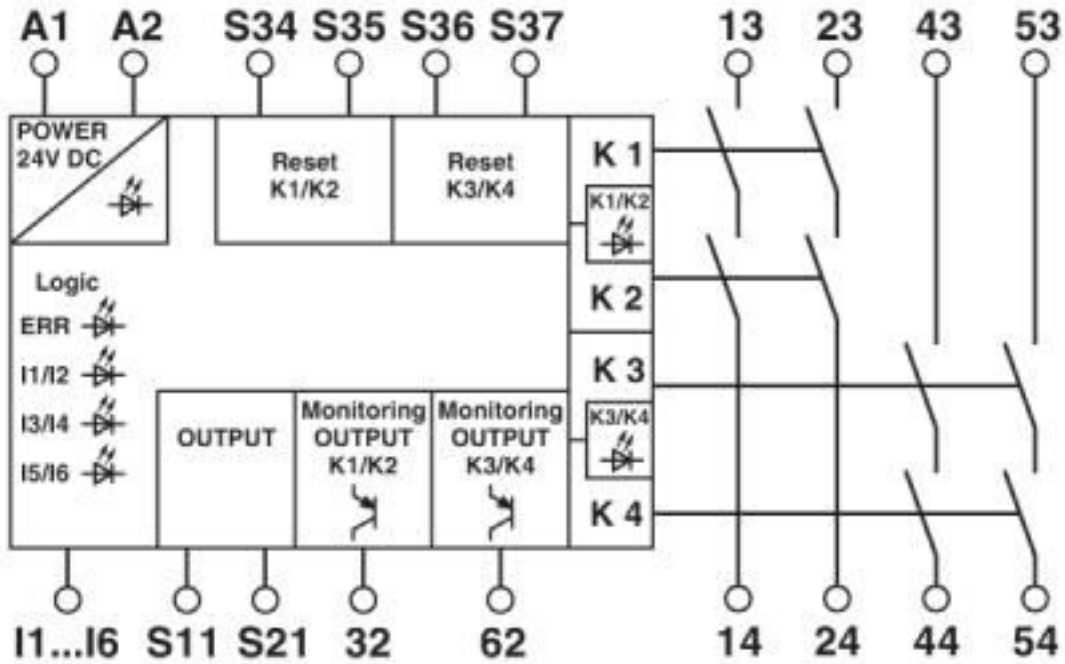 A1 A2 S34 S35 S36 S37 13 23 43 53
POWER
24V DC
Reset
K1/K2
Reset
K3/K4
K 1
K1/K2
K 2
Logic
ERR
I1/I2
I3/I4
I5/I6
OUTPUT
Monitoring
OUTPUT
K1/K2
Monitoring
OUTPUT
K3/K4
K 3
K3/K4
K 4
I1...I6 S11 S21 32 62 14 24 44 54